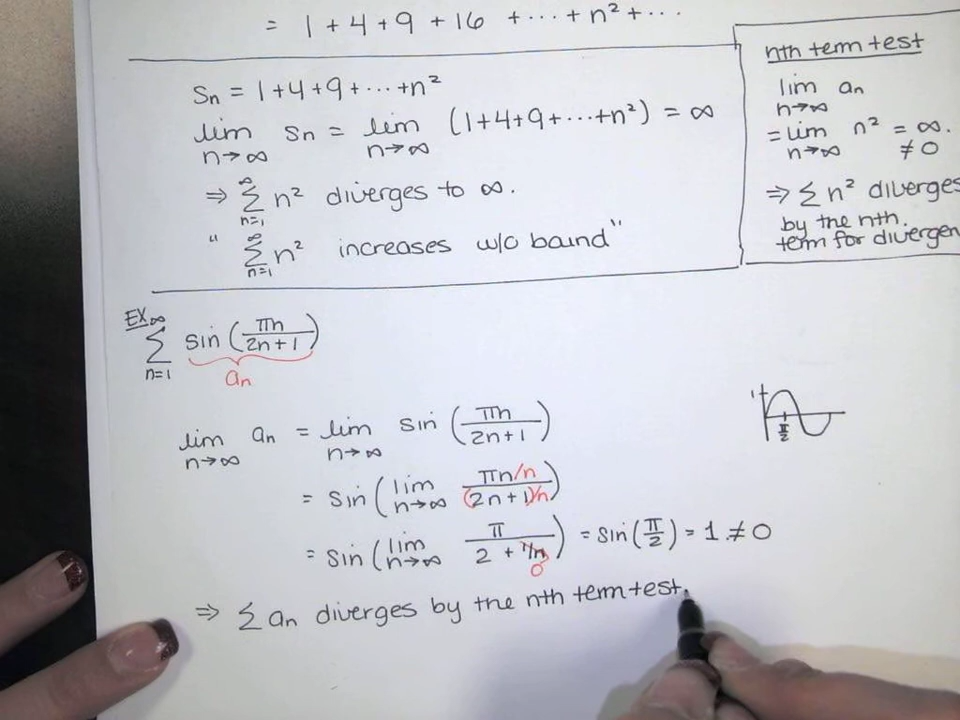 = 1 + 4 + 9 + 16 + ··· + n² + ···
Sn = 1+4+9+···+n²
lim n→∞ Sn = lim n→∞ (1+4+9+···+n²) = ∞
⇒ ∞ Σ n=1 n² diverges to ∞.
" ∞ Σ n=1 n² increases w/o bound"
nth term test
lim n→∞ an
= lim n→∞ n² = ∞.
≠ 0
⇒ Σ n² diverges
by the nth.
term for divergen
EX ∞ Σ n=1 sin (πn / 2n+1)
an
lim n→∞ an = lim n→∞ sin (πn / 2n+1)
= sin ( lim n→∞ πn/n / (2n+1)/n )
= sin ( lim n→∞ π / 2 + 1/n ) = sin (π/2) = 1 ≠ 0
0
⇒ Σ an diverges by the nth term test.
1
π/2